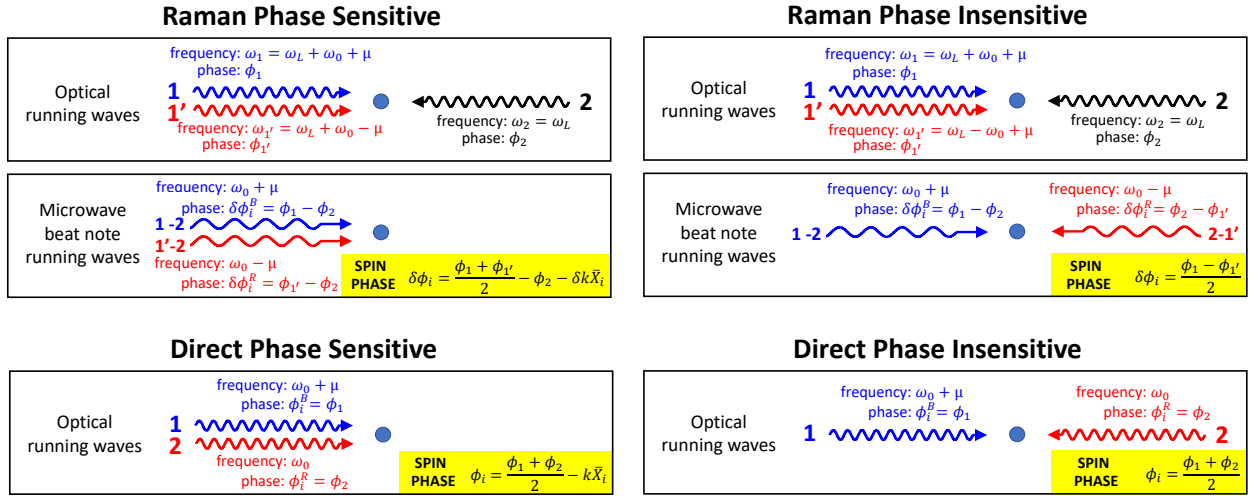 Raman Phase Sensitive
Optical
running waves
frequency: ω₁ = ω_L + ω₀ + μ
phase: ϕ₁
1
1’
frequency: ω₁′ = ω_L + ω₀ − μ
phase: ϕ₁′
2
frequency: ω₂ = ω_L
phase: ϕ₂
Microwave
beat note
running waves
frequency: ω₀ + μ
phase: δϕᵢᴮ = ϕ₁ − ϕ₂
1 -2
1’-2
frequency: ω₀ − μ
phase: δϕᵢᴿ = ϕ₁′ − ϕ₂
SPIN
PHASE
δϕᵢ = (ϕ₁ + ϕ₁′)/2 − ϕ₂ − δkX̄ᵢ
Raman Phase Insensitive
Optical
running waves
frequency: ω₁ = ω_L + ω₀ + μ
phase: ϕ₁
1
1’
frequency: ω₁′ = ω_L − ω₀ + μ
phase: ϕ₁′
2
frequency: ω₂ = ω_L
phase: ϕ₂
Microwave
beat note
running waves
frequency: ω₀ + μ
phase: δϕᵢᴮ = ϕ₁ − ϕ₂
1 -2
frequency: ω₀ − μ
phase: δϕᵢᴿ = ϕ₂ − ϕ₁′
2-1’
SPIN
PHASE
δϕᵢ = (ϕ₁ − ϕ₁′)/2
Direct Phase Sensitive
Optical
running waves
frequency: ω₀ + μ
phase: ϕᵢᴮ = ϕ₁
1
2
frequency: ω₀
phase: ϕᵢᴿ = ϕ₂
SPIN
PHASE
ϕᵢ = (ϕ₁ + ϕ₂)/2 − kX̄ᵢ
Direct Phase Insensitive
Optical
running waves
frequency: ω₀ + μ
phase: ϕᵢᴮ = ϕ₁
1
frequency: ω₀
phase: ϕᵢᴿ = ϕ₂
2
SPIN
PHASE
ϕᵢ = (ϕ₁ + ϕ₂)/2